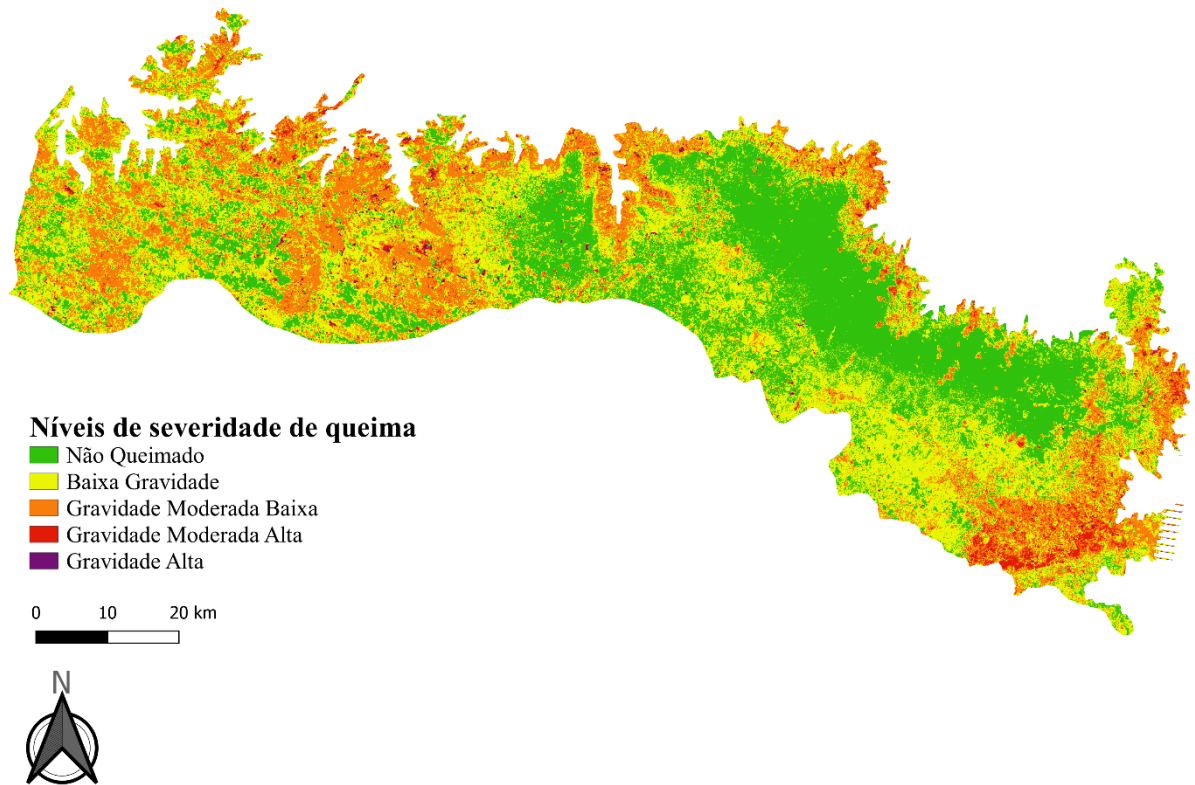 Níveis de severidade de queima
Não Queimado
Baixa Gravidade
Gravidade Moderada Baixa
Gravidade Moderada Alta
Gravidade Alta
0 10 20 km
N